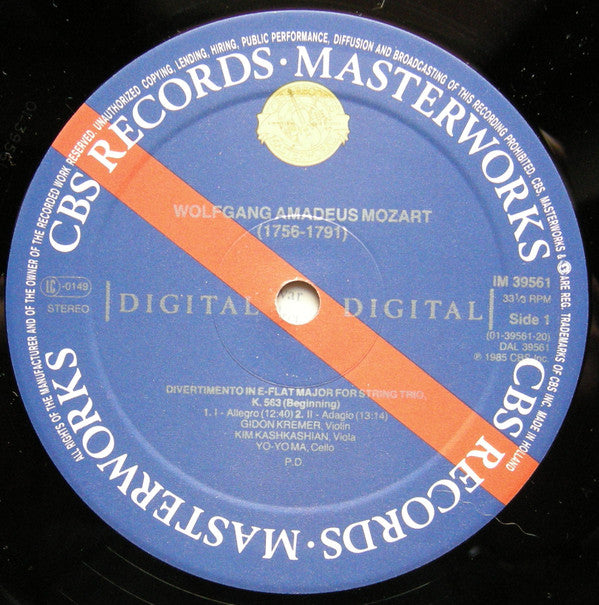 ALL RIGHTS OF THE MANUFACTURER AND OF THE OWNER OF THE RECORDED WORK RESERVED. UNAUTHORIZED COPYING, LENDING, HIRING, PUBLIC PERFORMANCE, DIFFUSION AND BROADCASTING OF THIS RECORDING PROHIBITED. CBS, MASTERWORKS & ARE REG. TRADEMARKS OF CBS INC. MADE IN HOLLAND
CBS RECORDS · MASTERWORKS
WOLFGANG AMADEUS MOZART
(1756-1791)
LC -0149
STEREO
DIGITAL
DIGITAL
IM 39561
33⅓ RPM
Side 1
(01-39561-20)
DAL 39561
℗ 1985 CBS Inc.
DIVERTIMENTO IN E-FLAT MAJOR FOR STRING TRIO,
K. 563 (Beginning)
1. I - Allegro (12:40) 2. II - Adagio (13:14)
GIDON KREMER, Violin
KIM KASHKASHIAN, Viola
YO-YO MA, Cello
P.D.
CBS RECORDS · MASTERWORKS